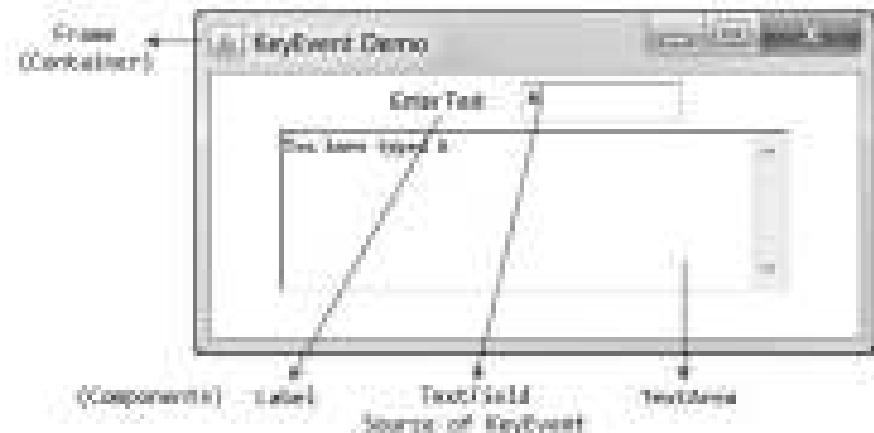 Frame
(Container)
KeyEvent Demo
Enter Text
You have typed
(Components) Label TextField TextArea
Source of KeyEvent